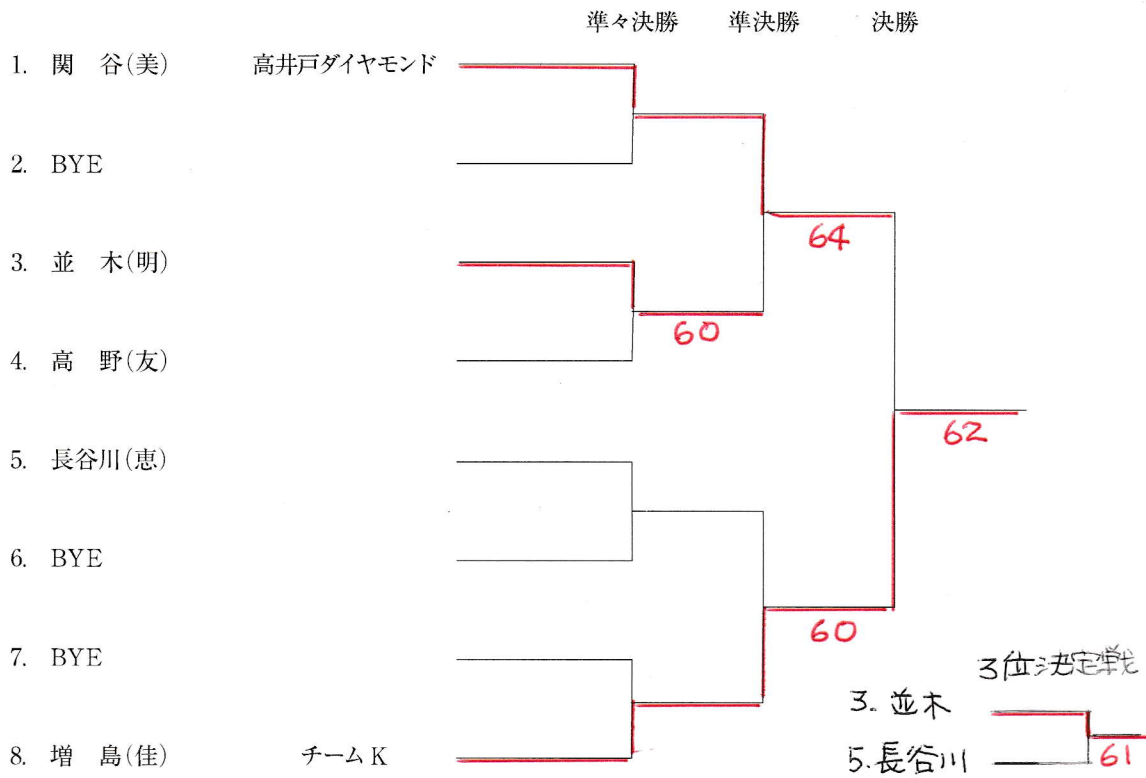 準々決勝 準決勝 決勝
1. 関 谷(美) 高井戸ダイヤモンド
2. BYE
64
3. 並 木(明)
60
4. 高 野(友)
62
5. 長谷川(恵)
6. BYE
60
7. BYE
3位決定戦
3. 並木
8. 増 島(佳) チームK
5.長谷川 61